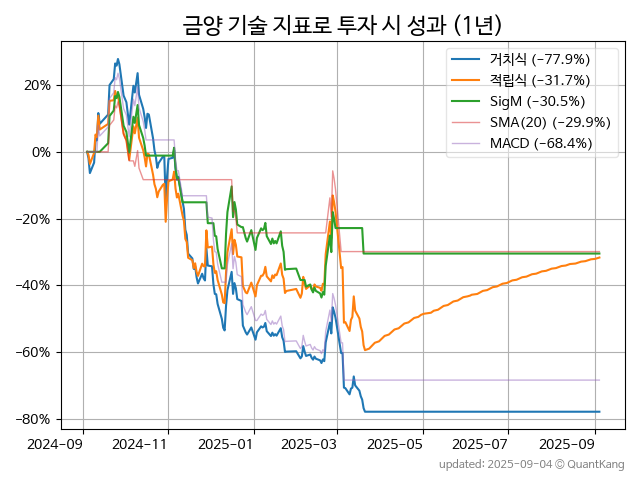 금양 기술 지표로 투자 시 성과 (1년)
거치식 (−77.9%)
적립식 (−31.7%)
SigM (−30.5%)
SMA(20) (−29.9%)
MACD (−68.4%)
20%
0%
−20%
−40%
−60%
−80%
2024-09 2024-11 2025-01 2025-03 2025-05 2025-07 2025-09
updated: 2025-09-04 © QuantKang